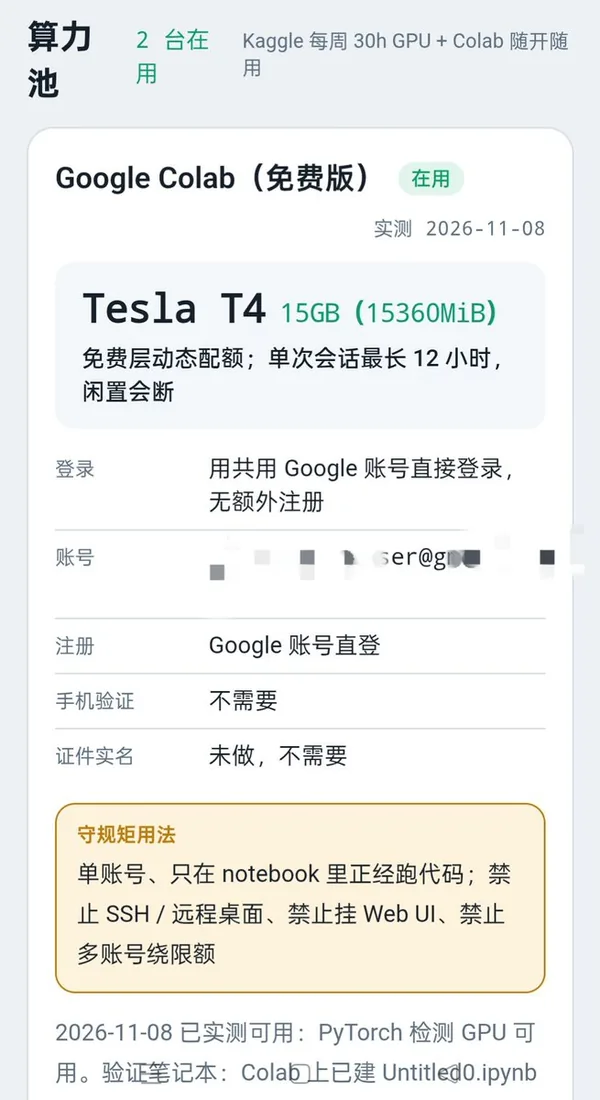 算力池
2 台在用
Kaggle 每周 30h GPU + Colab 随开随用
Google Colab（免费版） 在用
实测 2026-11-08
Tesla T4 15GB (15360MiB)
免费层动态配额；单次会话最长 12 小时，
闲置会断
登录 用共用 Google 账号直接登录，
无额外注册
账号 ser@g
注册 Google 账号直登
手机验证 不需要
证件实名 未做，不需要
守规矩用法
单账号、只在 notebook 里正经跑代码；禁
止 SSH / 远程桌面、禁止挂 Web UI、禁止
多账号绕限额
2026-11-08 已实测可用：PyTorch 检测 GPU 可
用。验证笔记本：Colab 上已建 Untitled0.ipynb